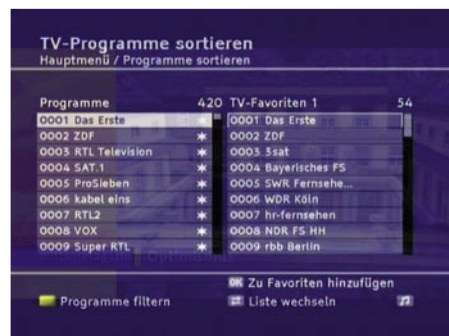 TV-Programme sortieren
Hauptmenü / Programme sortieren
Programme 420 TV-Favoriten 1 54
0001 Das Erste * 0001 Das Erste
0002 ZDF * 0002 ZDF
0003 RTL Television * 0003 3sat
0004 SAT.1 * 0004 Bayerisches FS
0005 ProSieben * 0005 SWR Fernsehe...
0006 kabel eins * 0006 WDR Köln
0007 RTL2 * 0007 hr-fernsehen
0008 VOX * 0008 NDR FS HH
0009 Super RTL * 0009 rbb Berlin
OK Zu Favoriten hinzufügen
Programme filtern Liste wechseln